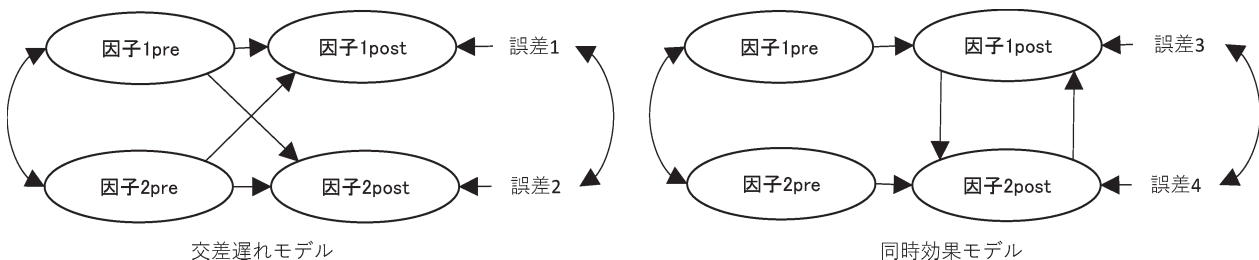 因子1pre
因子1post
誤差1
因子2pre
因子2post
誤差2
交差遅れモデル
因子1pre
因子1post
誤差3
因子2pre
因子2post
誤差4
同時効果モデル